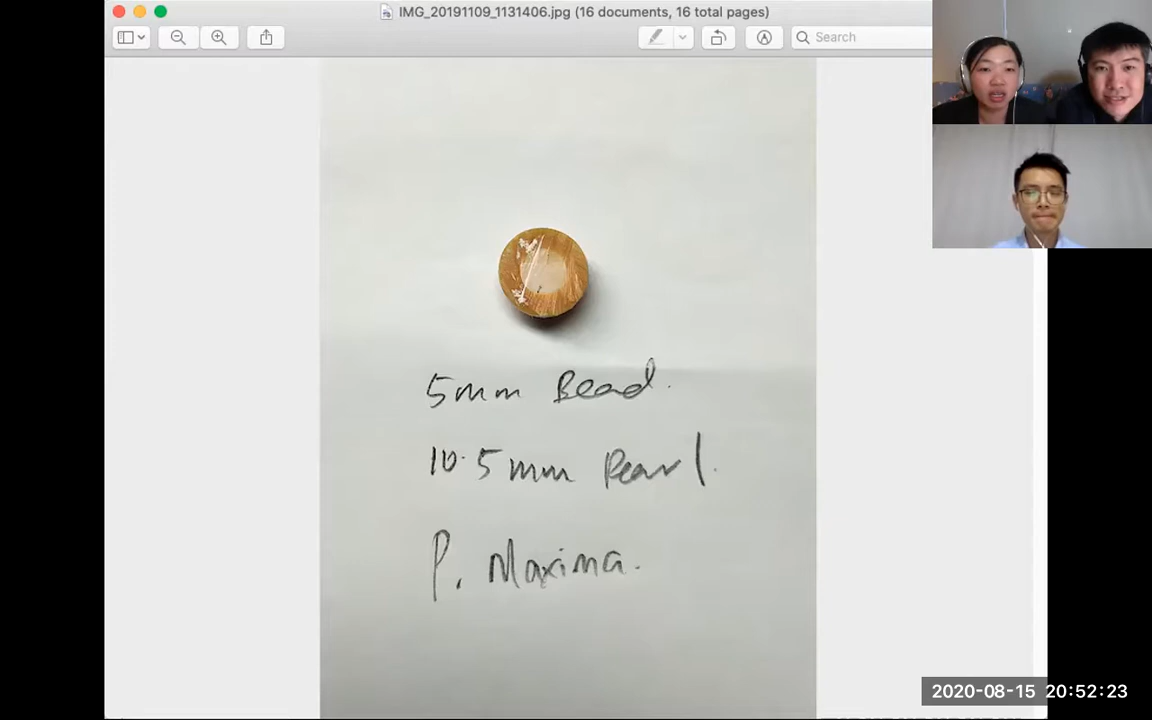 IMG_20191109_1131406.jpg (16 documents, 16 total pages)
Search
5mm Bead.
10.5mm Pearl.
P. Maxima.
2020-08-15 20:52:23